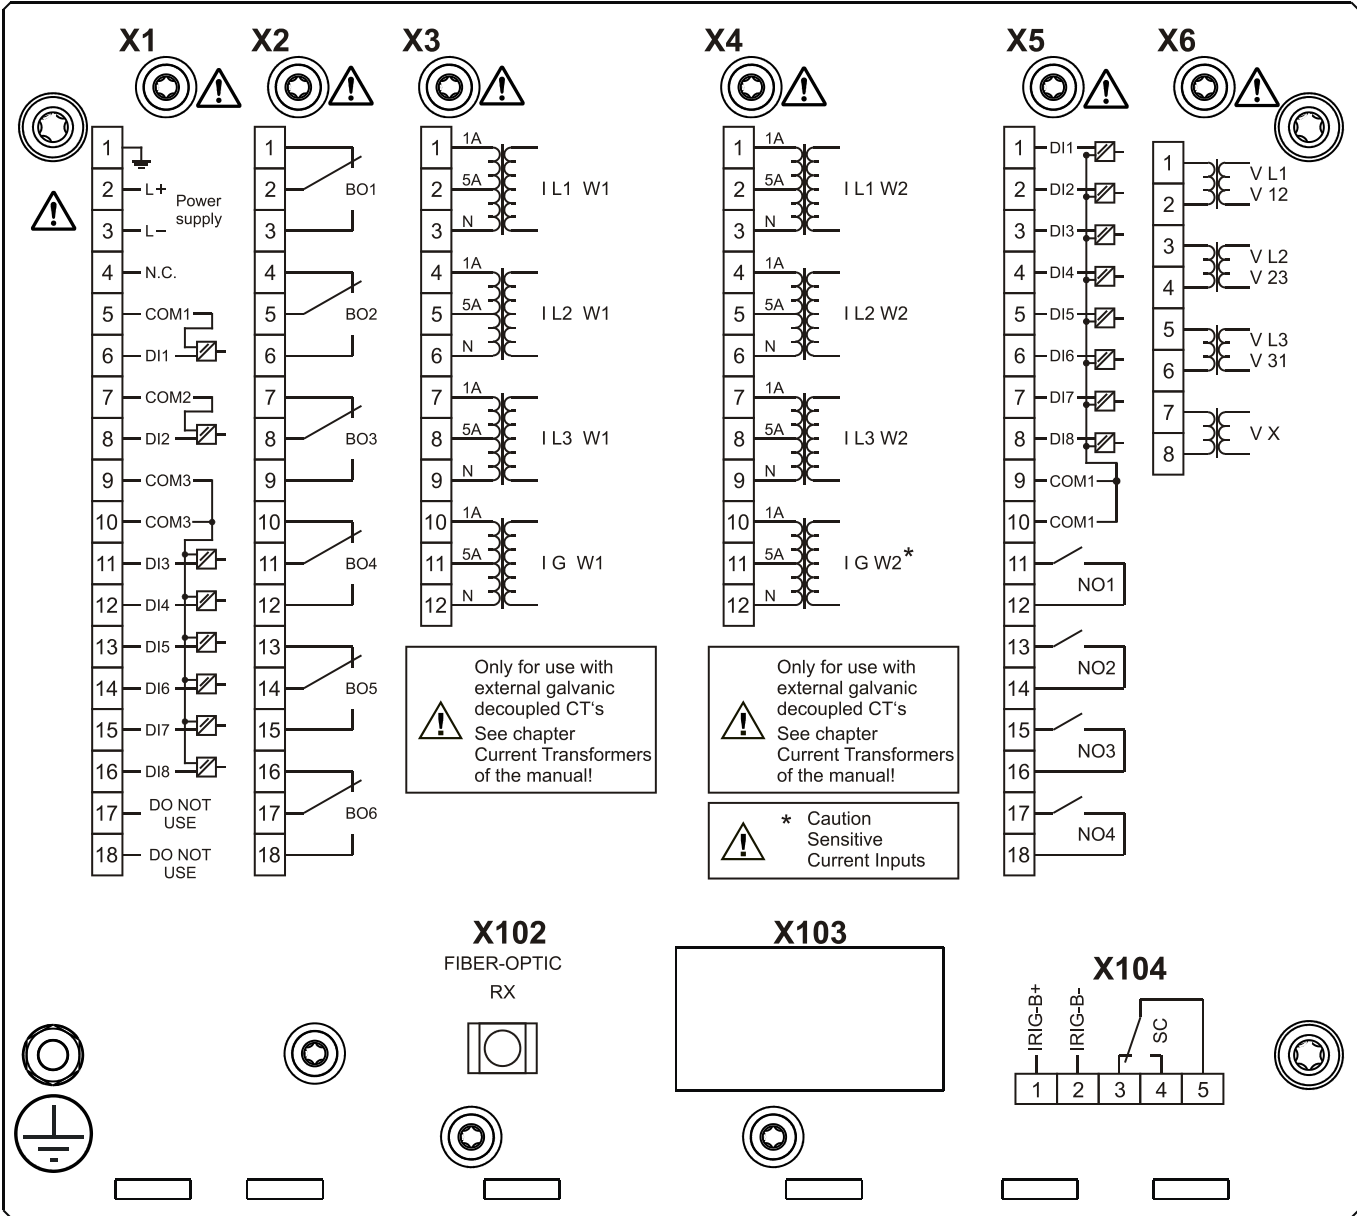 X1
1
2 L+
Power
supply
3 L−
4 N.C.
5 COM1
6 DI1
7 COM2
8 DI2
9 COM3
10 COM3
11 DI3
12 DI4
13 DI5
14 DI6
15 DI7
16 DI8
17 DO NOT
USE
18 DO NOT
USE
X2
1
2 BO1
3
4
5 BO2
6
7
8 BO3
9
10
11 BO4
12
13
14 BO5
15
16
17 BO6
18
X3
1 1A
2 5A I L1 W1
3 N
4 1A
5 5A I L2 W1
6 N
7 1A
8 5A I L3 W1
9 N
10 1A
11 5A I G W1
12 N
Only for use with
external galvanic
decoupled CT‘s
See chapter
Current Transformers
of the manual!
X4
1 1A
2 5A I L1 W2
3 N
4 1A
5 5A I L2 W2
6 N
7 1A
8 5A I L3 W2
9 N
10 1A
11 5A I G W2*
12 N
Only for use with
external galvanic
decoupled CT‘s
See chapter
Current Transformers
of the manual!
* Caution
Sensitive
Current Inputs
X5
1 DI1
2 DI2
3 DI3
4 DI4
5 DI5
6 DI6
7 DI7
8 DI8
9 COM1
10 COM1
11
NO1
12
13
NO2
14
15
NO3
16
17
NO4
18
X6
1
V L1
V 12
2
3
V L2
V 23
4
5
V L3
V 31
6
7
V X
8
X102
FIBER-OPTIC
RX
X103
X104
IRIG-B+
IRIG-B-
SC
1 2 3 4 5